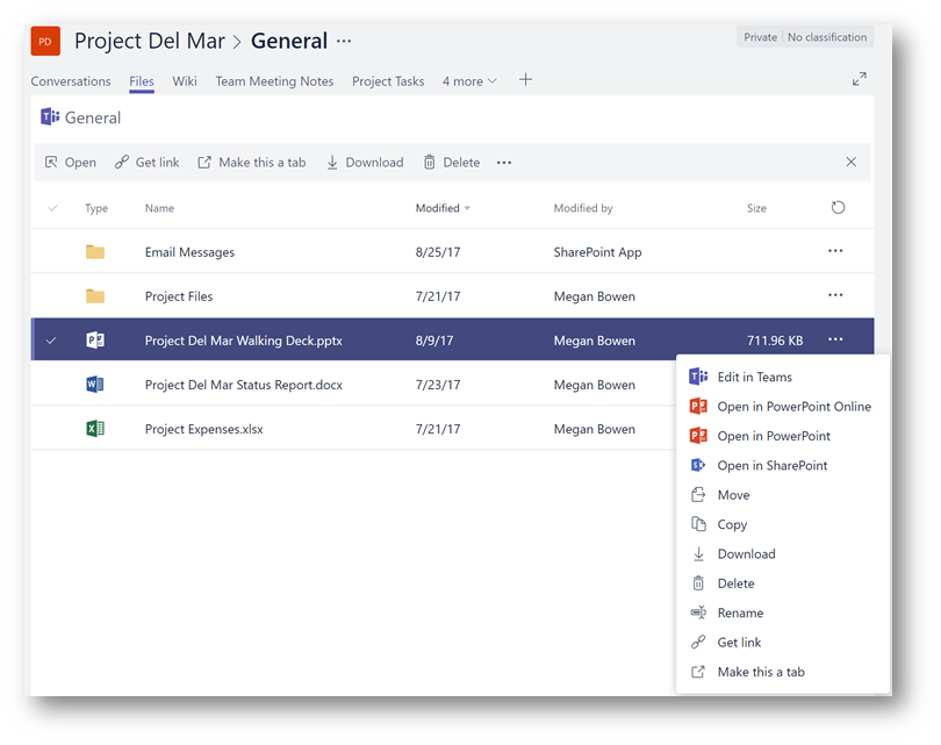 PD Project Del Mar > General ...
Private | No classification
Conversations Files Wiki Team Meeting Notes Project Tasks 4 more +
General
Open Get link Make this a tab Download Delete ...
Type Name Modified Modified by Size
Email Messages 8/25/17 SharePoint App ...
Project Files 7/21/17 Megan Bowen ...
Project Del Mar Walking Deck.pptx 8/9/17 Megan Bowen 711.96 KB ...
Project Del Mar Status Report.docx 7/23/17 Megan Bowen
Project Expenses.xlsx 7/21/17 Megan Bowen
Edit in Teams
Open in PowerPoint Online
Open in PowerPoint
Open in SharePoint
Move
Copy
Download
Delete
Rename
Get link
Make this a tab